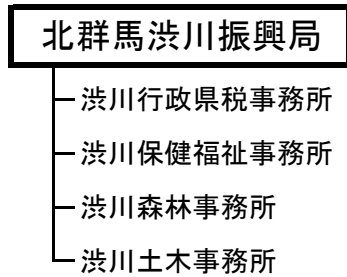 北群馬渋川振興局
渋川行政県税事務所
渋川保健福祉事務所
渋川森林事務所
渋川土木事務所